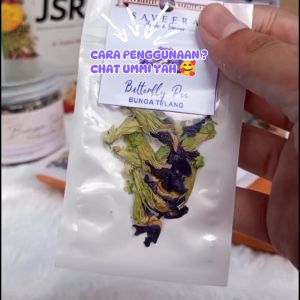 JSR
SAVEERA
CARA PENGGUNAAN ?
CHAT UMMI YAH 🥰
Butterfly Pea
BUNGA TELANG